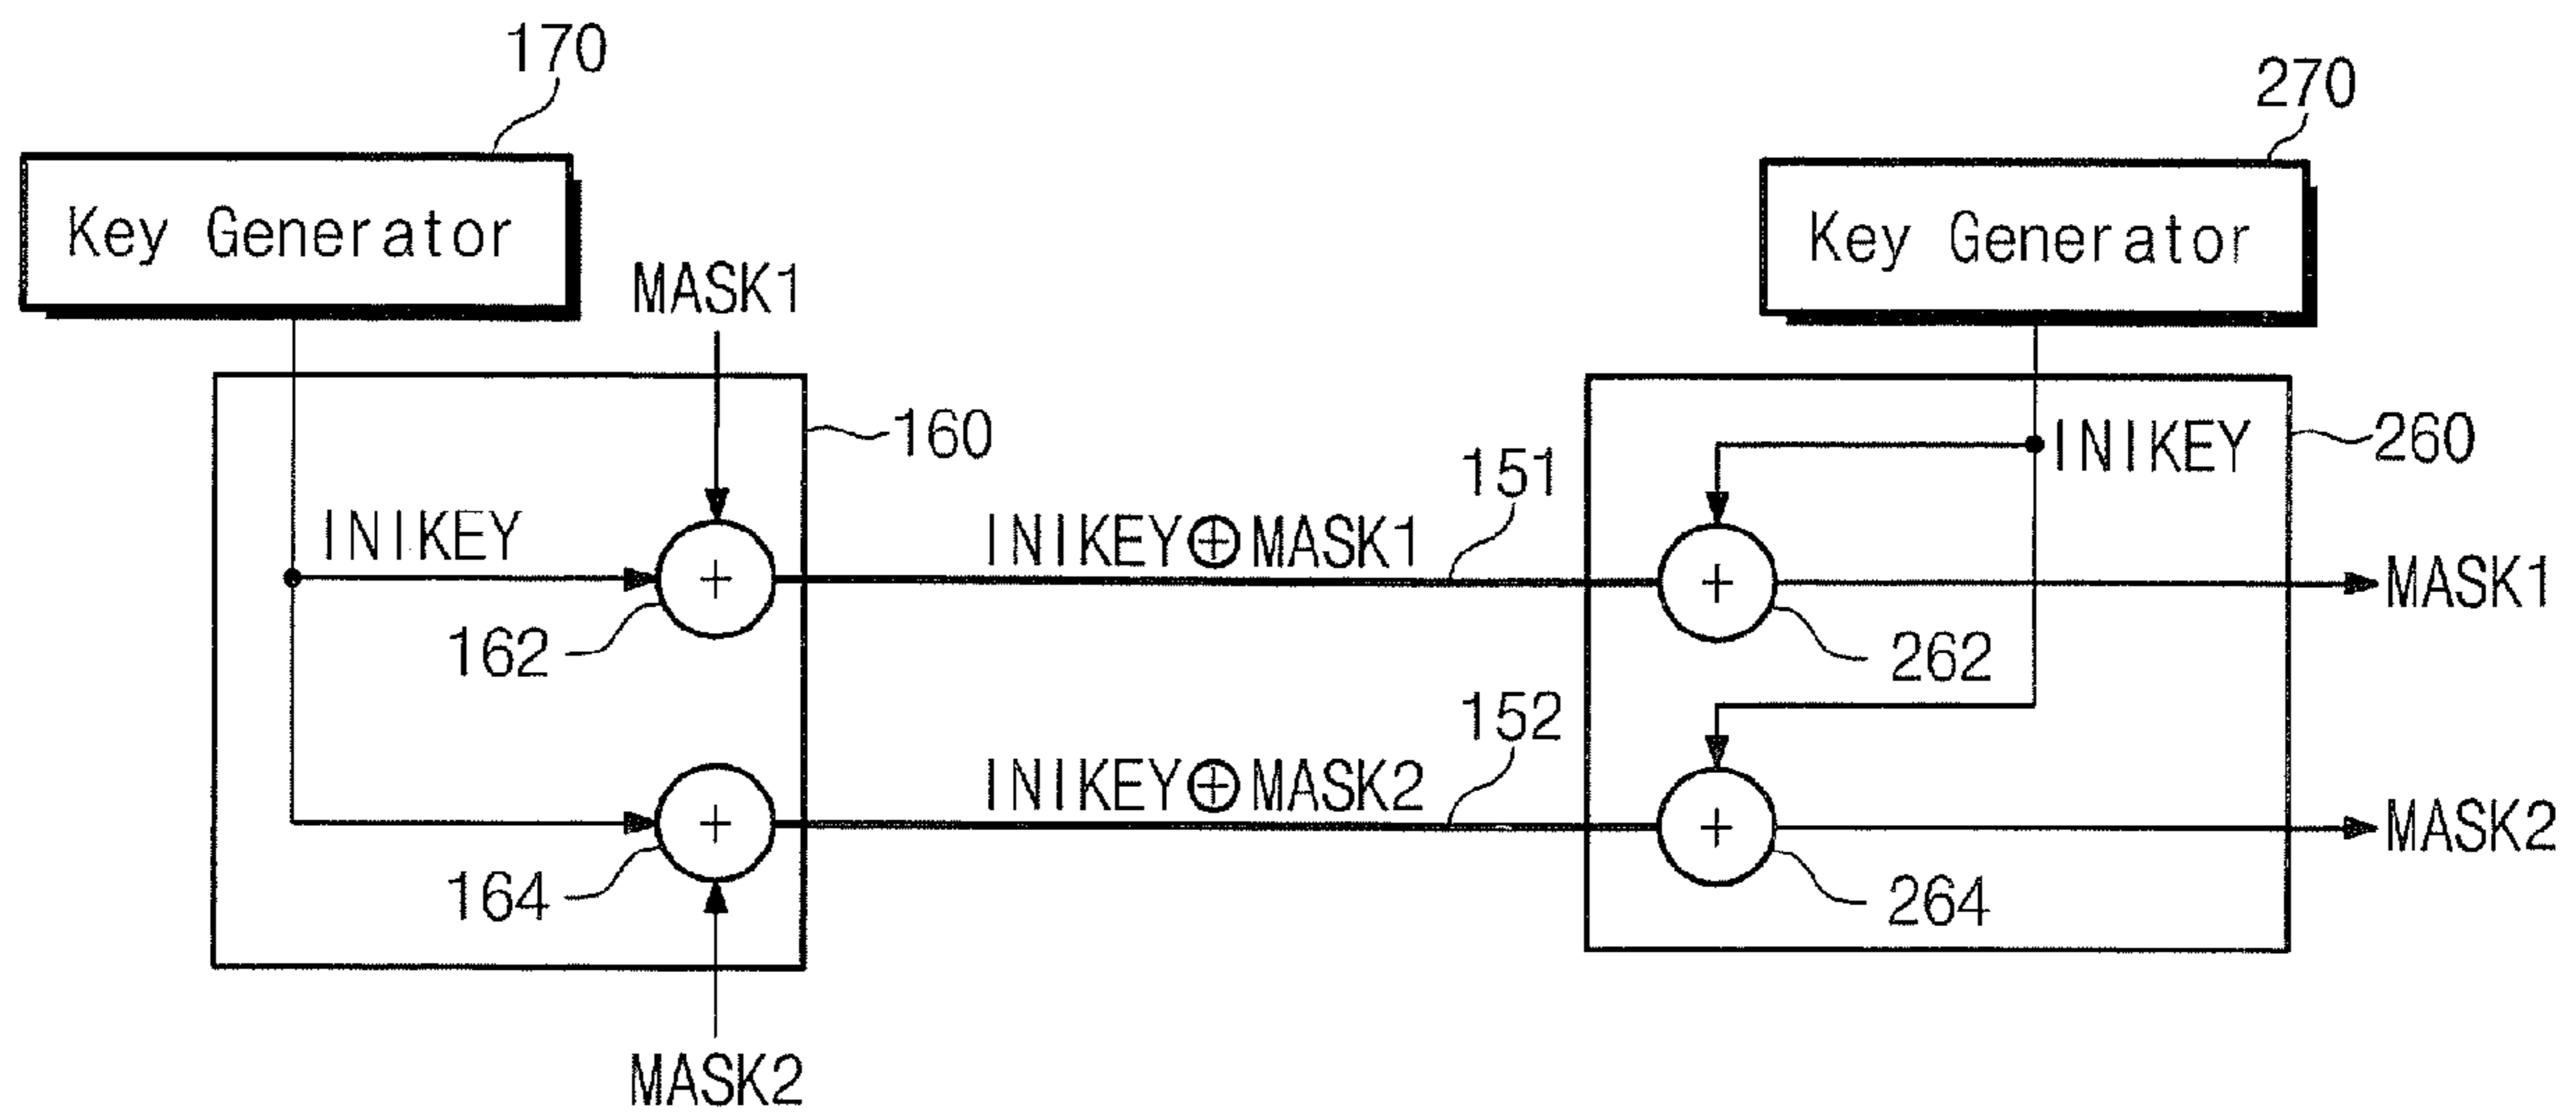 170
270
Key Generator
Key Generator
MASK1
160
INIKEY
260
151
INIKEY
INIKEY⊕MASK1
+
+
MASK1
162
262
152
INIKEY⊕MASK2
+
+
MASK2
164
264
MASK2